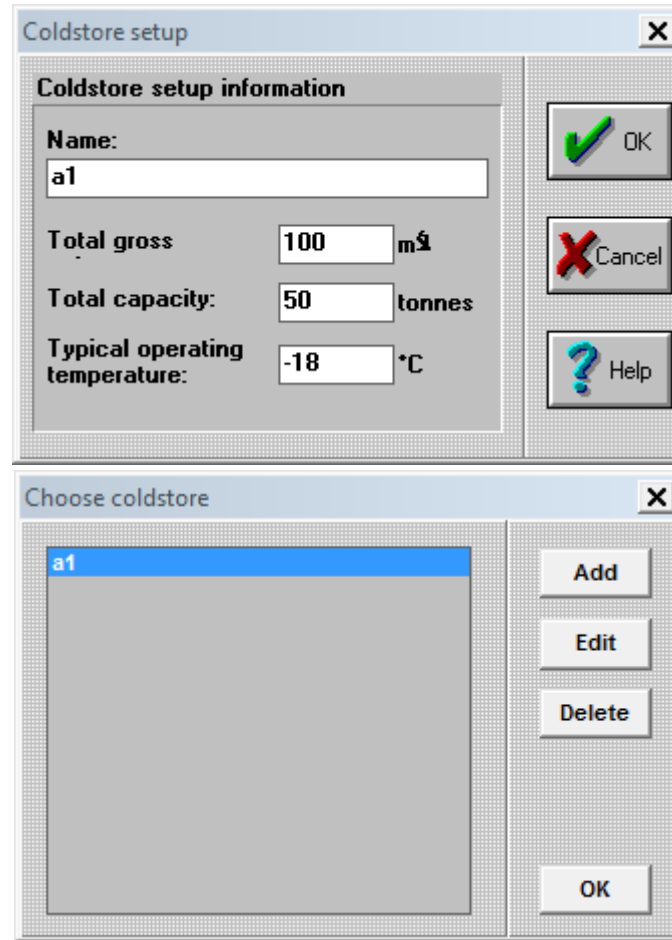 Coldstore setup
Coldstore setup information
Name:
a1
OK
Total gross
100
m
Cancel
Total capacity:
50
tonnes
Typical operating
temperature:
-18
°C
Help
Choose coldstore
a1
Add
Edit
Delete
OK